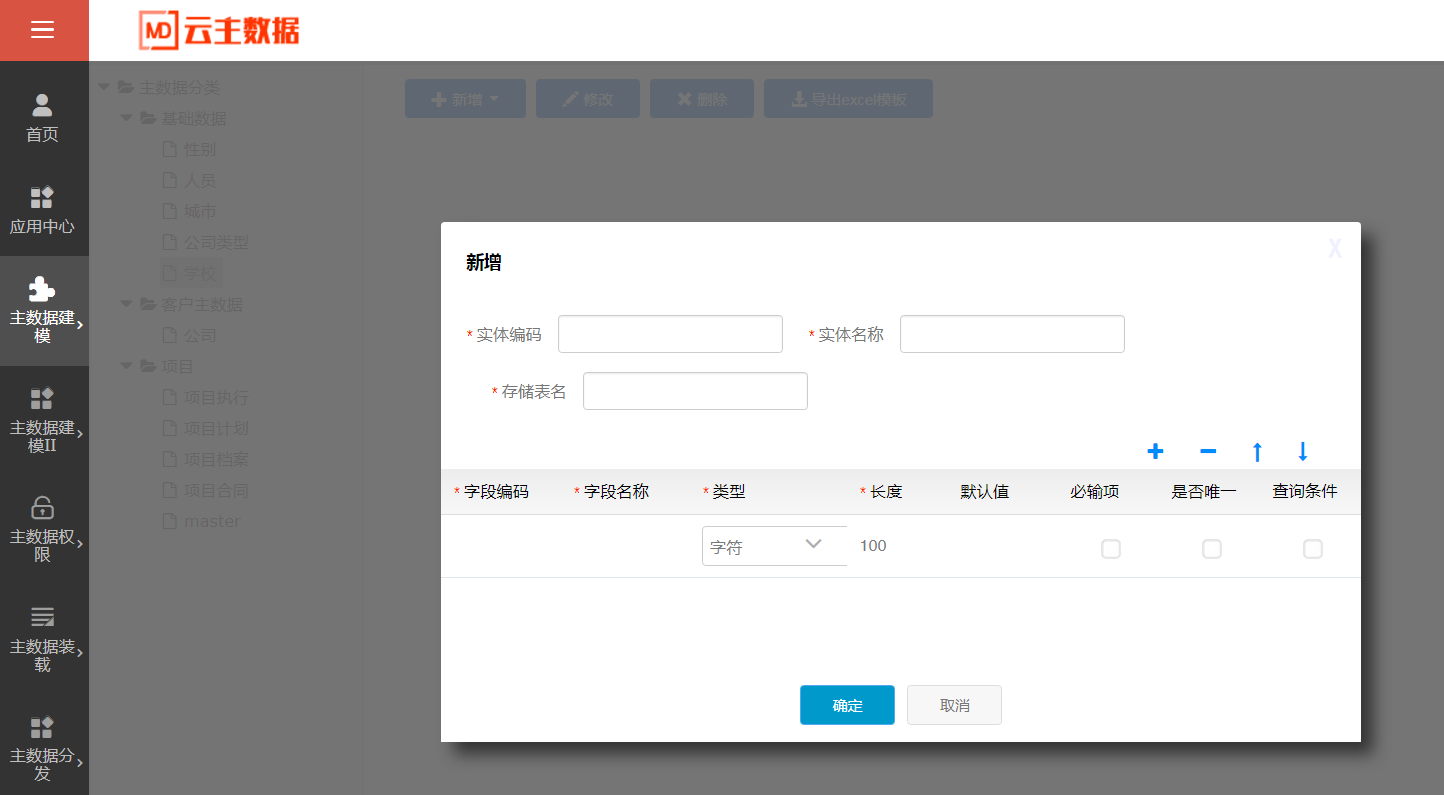 MD 云主数据
首页
应用中心
主数据建
模
主数据建
模II
主数据权
限
主数据装
载
主数据分
发
主数据分类
基础数据
性别
人员
城市
公司类型
学校
客户主数据
公司
项目
项目执行
项目计划
项目档案
项目合同
master
新增 修改 删除 导出excel模板
新增 X
* 实体编码 * 实体名称
* 存储表名
* 字段编码 * 字段名称 * 类型 * 长度 默认值 必输项 是否唯一 查询条件
字符 100
确定 取消